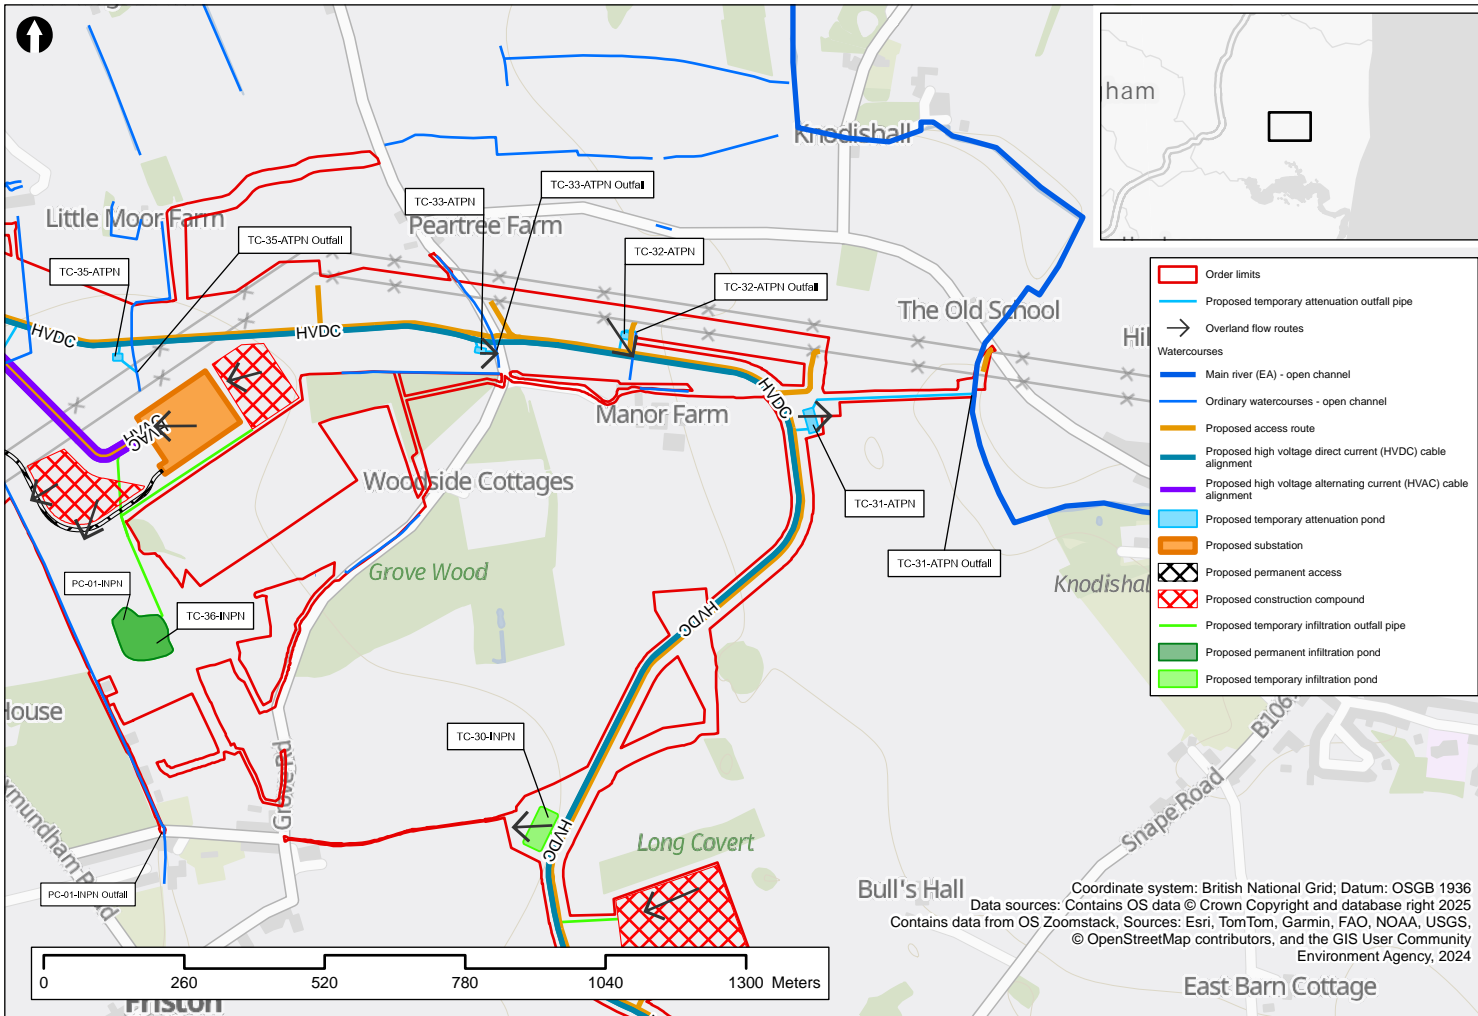 Knodishall
ham
Little Moor Farm
TC-33-ATPN
TC-33-ATPN Outfall
Peartree Farm
TC-35-ATPN Outfall
TC-35-ATPN
TC-32-ATPN
TC-32-ATPN Outfall
The Old School
Hil
HVDC
HVDC
HVDC
HVAC
HVAC
Manor Farm
Woodside Cottages
TC-31-ATPN
TC-31-ATPN Outfall
Grove Wood
Knodishal
PC-01-INPN
TC-36-INPN
HVDC
House
TC-30-INPN
Grove Rd
HVDC
Long Covert
B106
Snape Road
xmundham Road
PC-01-INPN Outfall
Bull's Hall
East Barn Cottage
Friston
Order limits
Proposed temporary attenuation outfall pipe
Overland flow routes
Watercourses
Main river (EA) - open channel
Ordinary watercourses - open channel
Proposed access route
Proposed high voltage direct current (HVDC) cable
alignment
Proposed high voltage alternating current (HVAC) cable
alignment
Proposed temporary attenuation pond
Proposed substation
Proposed permanent access
Proposed construction compound
Proposed temporary infiltration outfall pipe
Proposed permanent infiltration pond
Proposed temporary infiltration pond
Coordinate system: British National Grid; Datum: OSGB 1936
Data sources: Contains OS data © Crown Copyright and database right 2025
Contains data from OS Zoomstack, Sources: Esri, TomTom, Garmin, FAO, NOAA, USGS,
© OpenStreetMap contributors, and the GIS User Community
Environment Agency, 2024
0 260 520 780 1040 1300 Meters